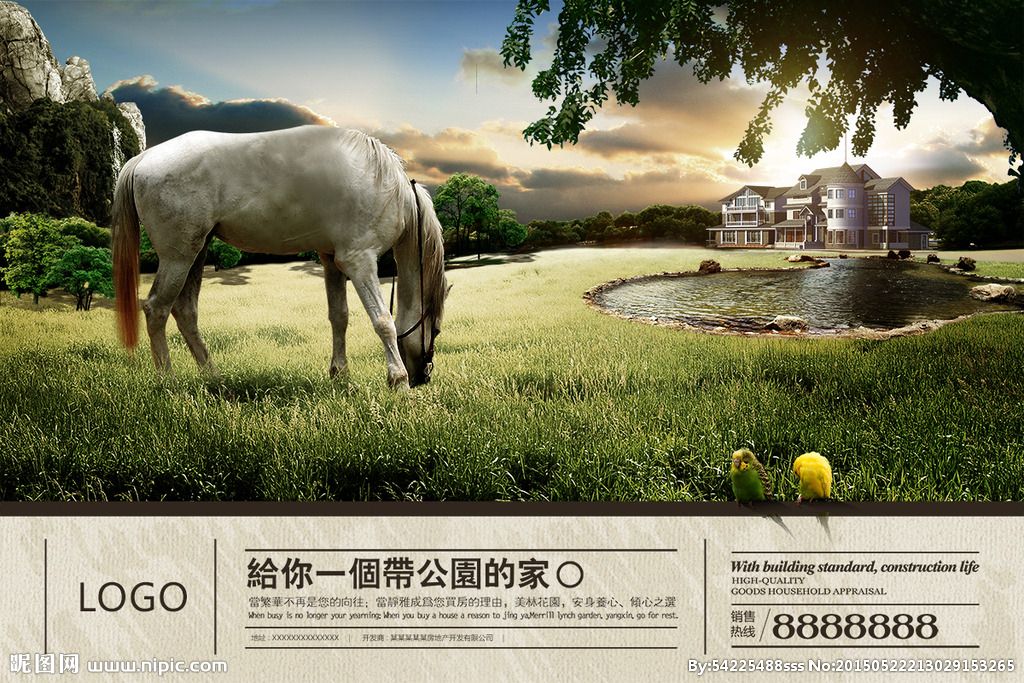 LOGO
給你一個帶公園的家○
當繁華不再是您的向往；當靜雅成爲您買房的理由，美林花園，安身養心、傾心之選
When busy is no longer your yearning; When you buy a house a reason to jing ya,Merrill lynch garden, yangxin, go for rest.
地址：XXXXXXXXXXXXXX | 开发商：某某某某某房地产开发有限公司 |
With building standard, construction life
HIGH-QUALITY
GOODS HOUSEHOLD APPRAISAL
销售
热线
8888888
昵图网 www.nipic.com
By:54225488sss No:20150522213029153265